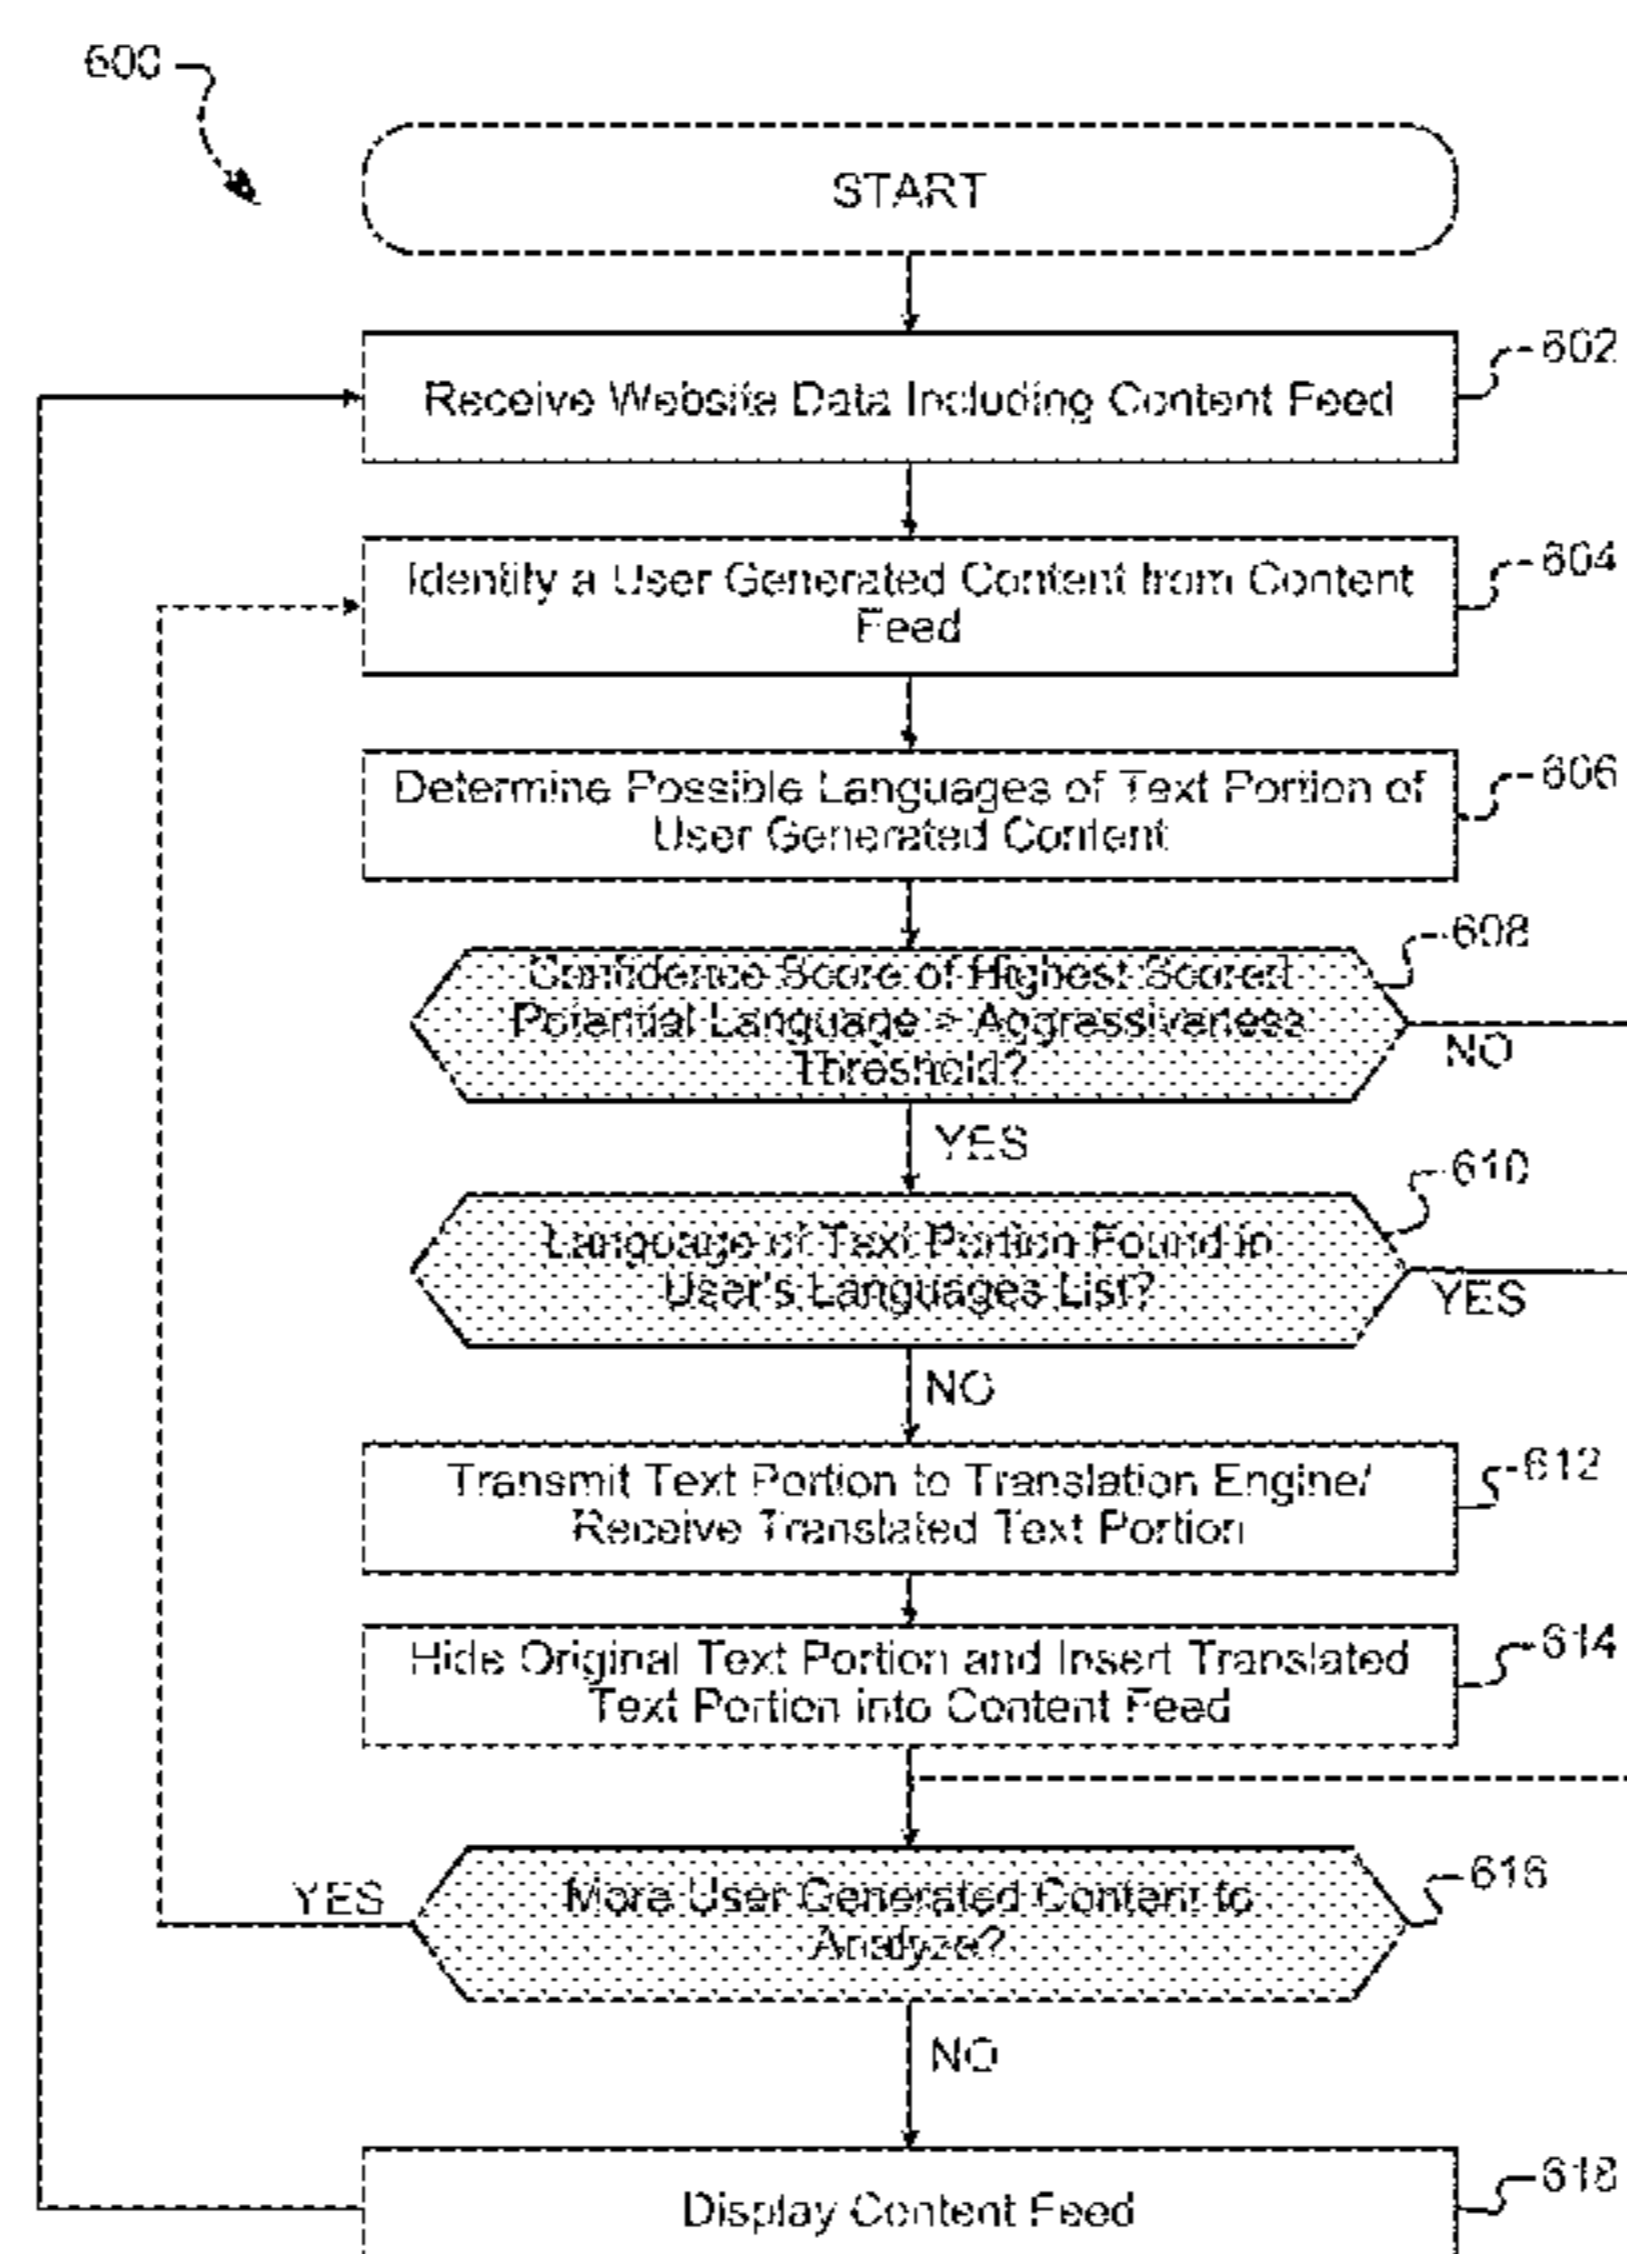 600
START
Receive Website Data Including Content Feed
602
Identify a User Generated Content from Content
Feed
604
Determine Possible Languages of Text Portion of
User Generated Content
606
Confidence Score of Highest Scored
Potential Language > Aggressiveness
Threshold?
608
NO
YES
Language of Text Portion Found in
User's Languages List?
610
YES
NO
Transmit Text Portion to Translation Engine/
Receive Translated Text Portion
612
Hide Original Text Portion and Insert Translated
Text Portion into Content Feed
614
More User Generated Content to
Analyze?
616
YES
NO
Display Content Feed
618